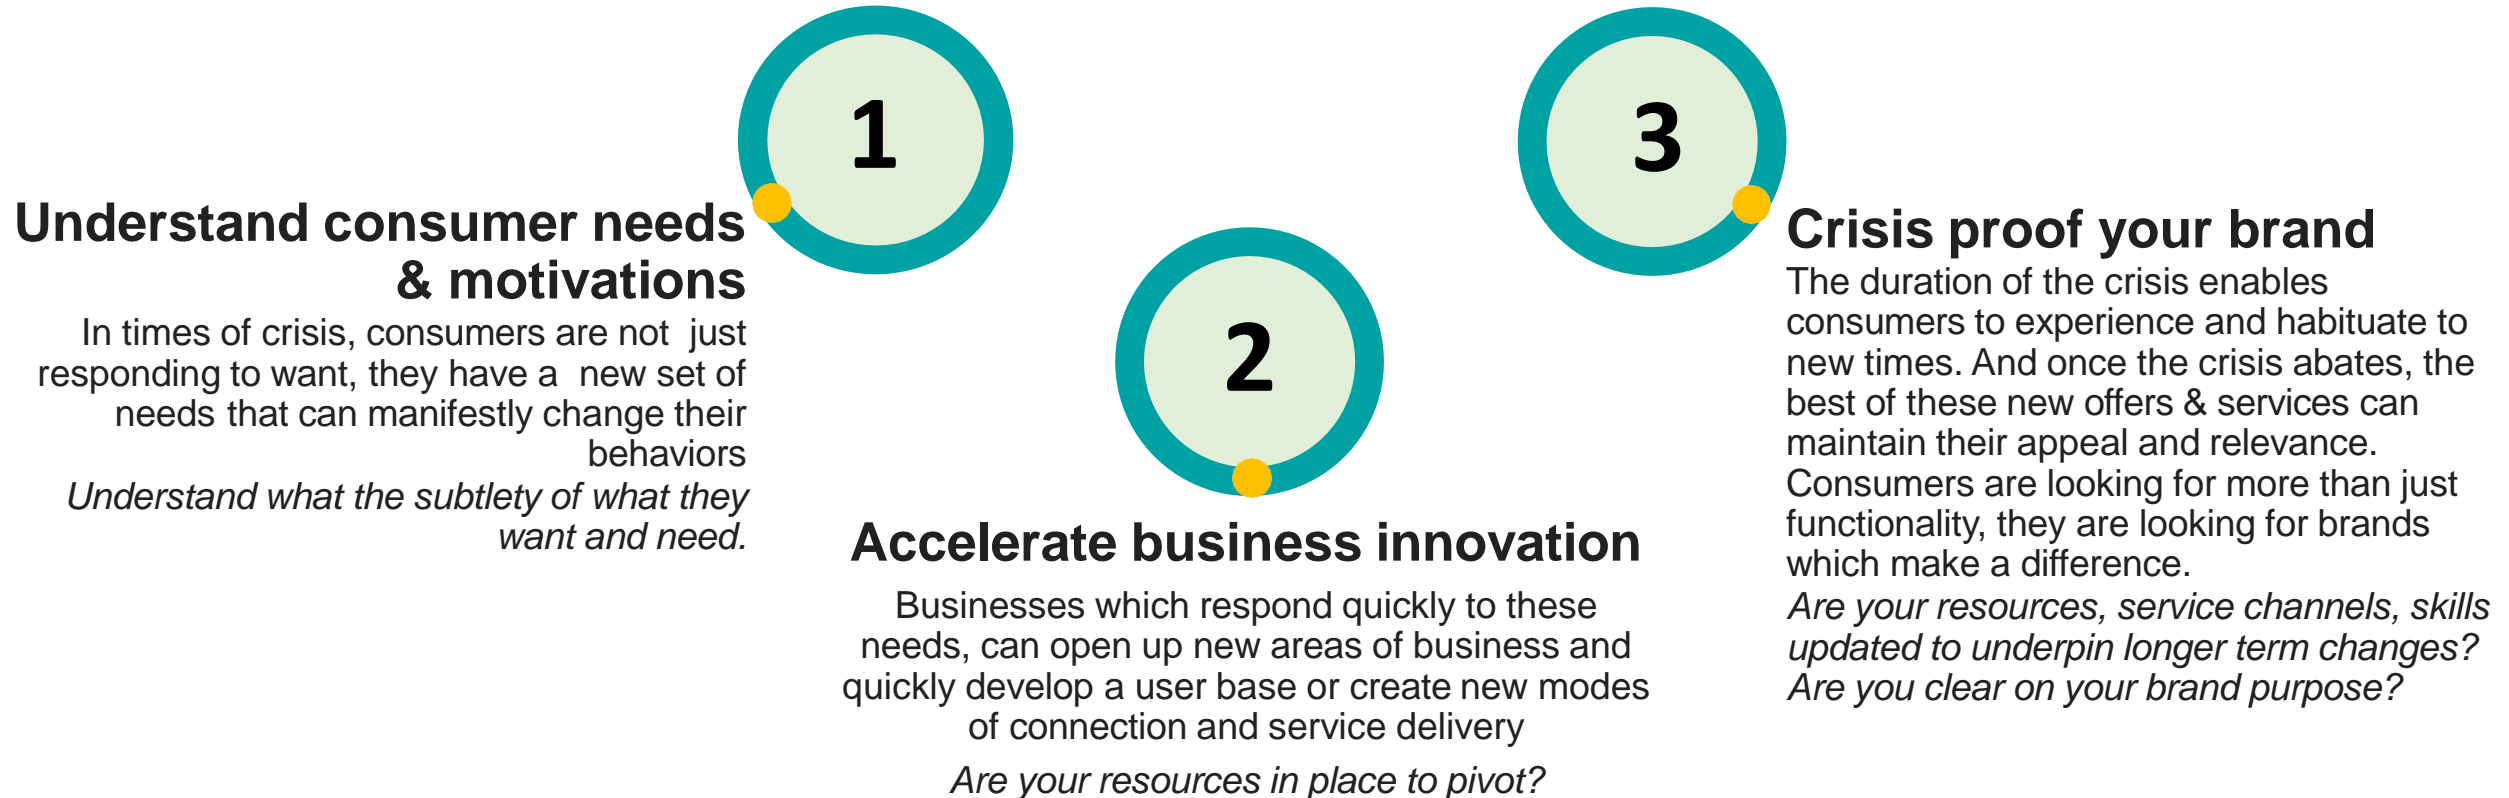 1
Understand consumer needs
& motivations
In times of crisis, consumers are not  just
responding to want, they have a  new set of
needs that can manifestly change their
behaviors
Understand what the subtlety of what they
want and need.
2
Accelerate business innovation
Businesses which respond quickly to these
needs, can open up new areas of business and
quickly develop a user base or create new modes
of connection and service delivery
Are your resources in place to pivot?
3
Crisis proof your brand
The duration of the crisis enables
consumers to experience and habituate to
new times. And once the crisis abates, the
best of these new offers & services can
maintain their appeal and relevance.
Consumers are looking for more than just
functionality, they are looking for brands
which make a difference.
Are your resources, service channels, skills
updated to underpin longer term changes?
Are you clear on your brand purpose?